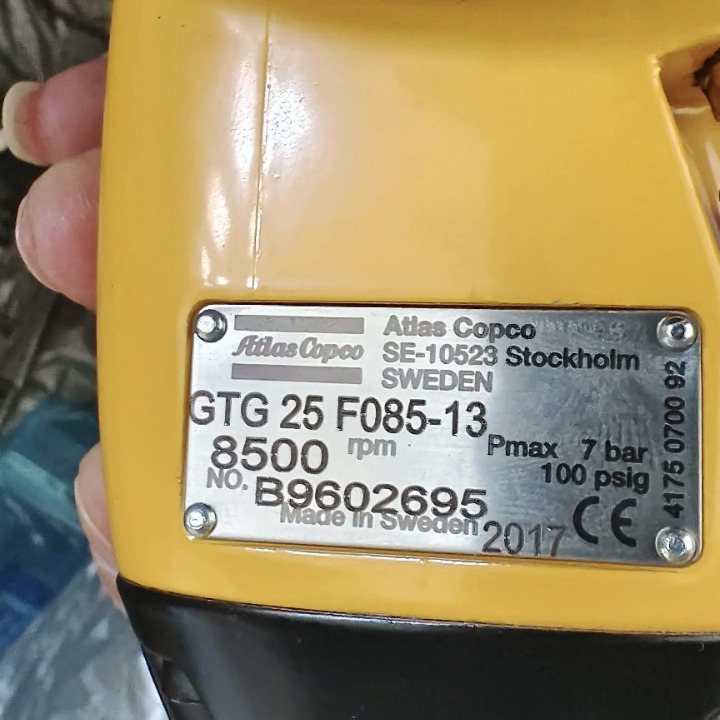 Atlas Copco
Atlas Copco
SE-10523 Stockholm
SWEDEN
GTG 25 F085-13
8500 rpm
Pmax 7 bar
100 psig
NO. B9602695
Made in Sweden 2017
CE
4175 0700 92